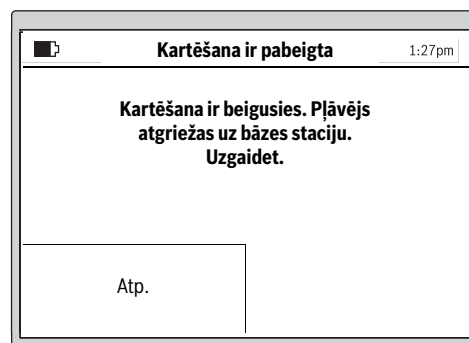 Kartēšana ir pabeigta 1:27pm
Kartēšana ir beigusies. Pļāvējs
atgriežas uz bāzes staciju.
Uzgaidet.
Atp.